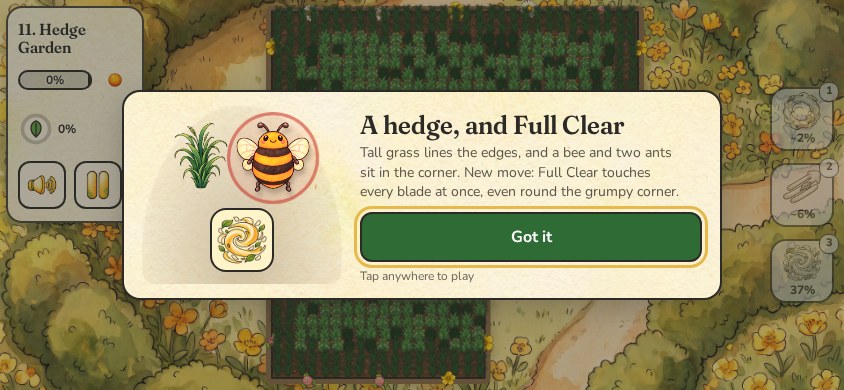 11. Hedge
Garden
0%
0%
A hedge, and Full Clear
Tall grass lines the edges, and a bee and two ants
sit in the corner. New move: Full Clear touches
every blade at once, even round the grumpy corner.
Got it
Tap anywhere to play
1
-2%
2
-6%
3
37%